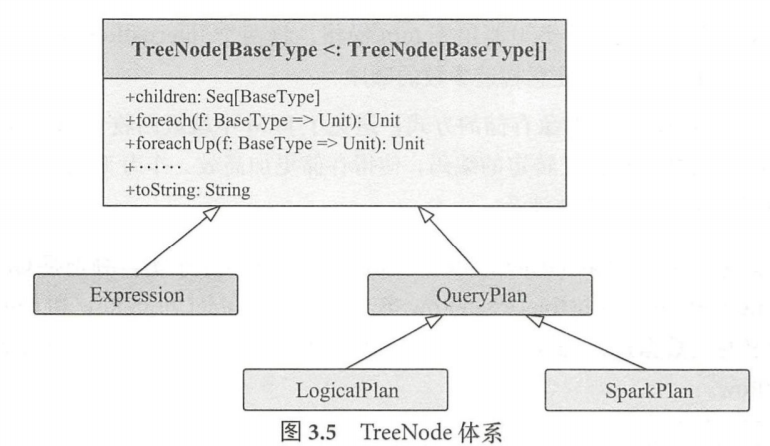 TreeNode[BaseType <: TreeNode[BaseType]]
+children: Seq[BaseType]
+foreach(f: BaseType => Unit): Unit
+foreachUp(f: BaseType => Unit): Unit
+······
+toString: String
Expression
QueryPlan
LogicalPlan
SparkPlan
图 3.5 TreeNode 体系